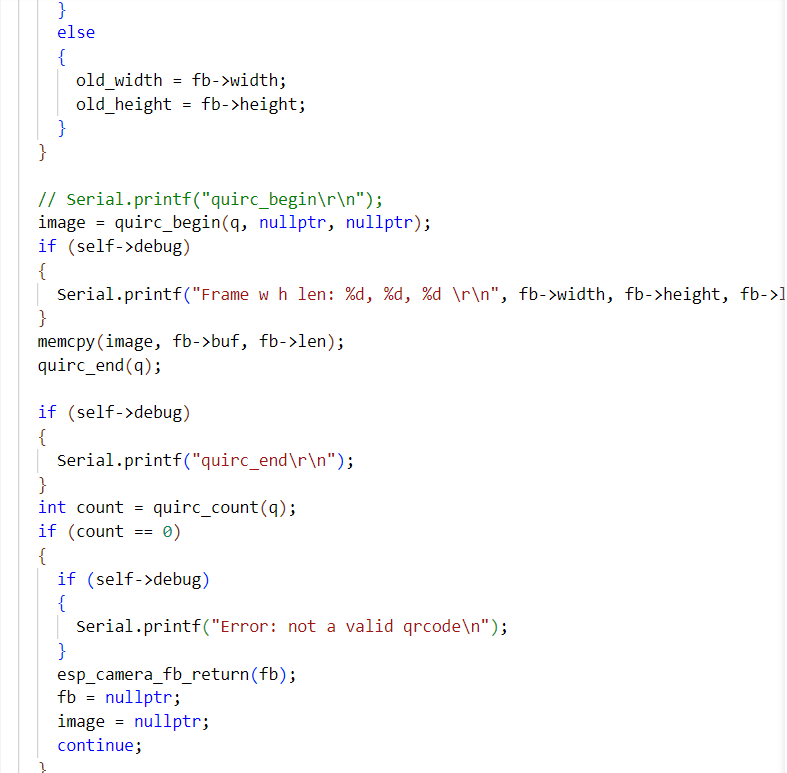 }
else
{
old_width = fb->width;
old_height = fb->height;
}
}
// Serial.printf("quirc_begin\r\n");
image = quirc_begin(q, nullptr, nullptr);
if (self->debug)
{
Serial.printf("Frame w h len: %d, %d, %d \r\n", fb->width, fb->height, fb->l
}
memcpy(image, fb->buf, fb->len);
quirc_end(q);
if (self->debug)
{
Serial.printf("quirc_end\r\n");
}
int count = quirc_count(q);
if (count == 0)
{
if (self->debug)
{
Serial.printf("Error: not a valid qrcode\n");
}
esp_camera_fb_return(fb);
fb = nullptr;
image = nullptr;
continue;
}